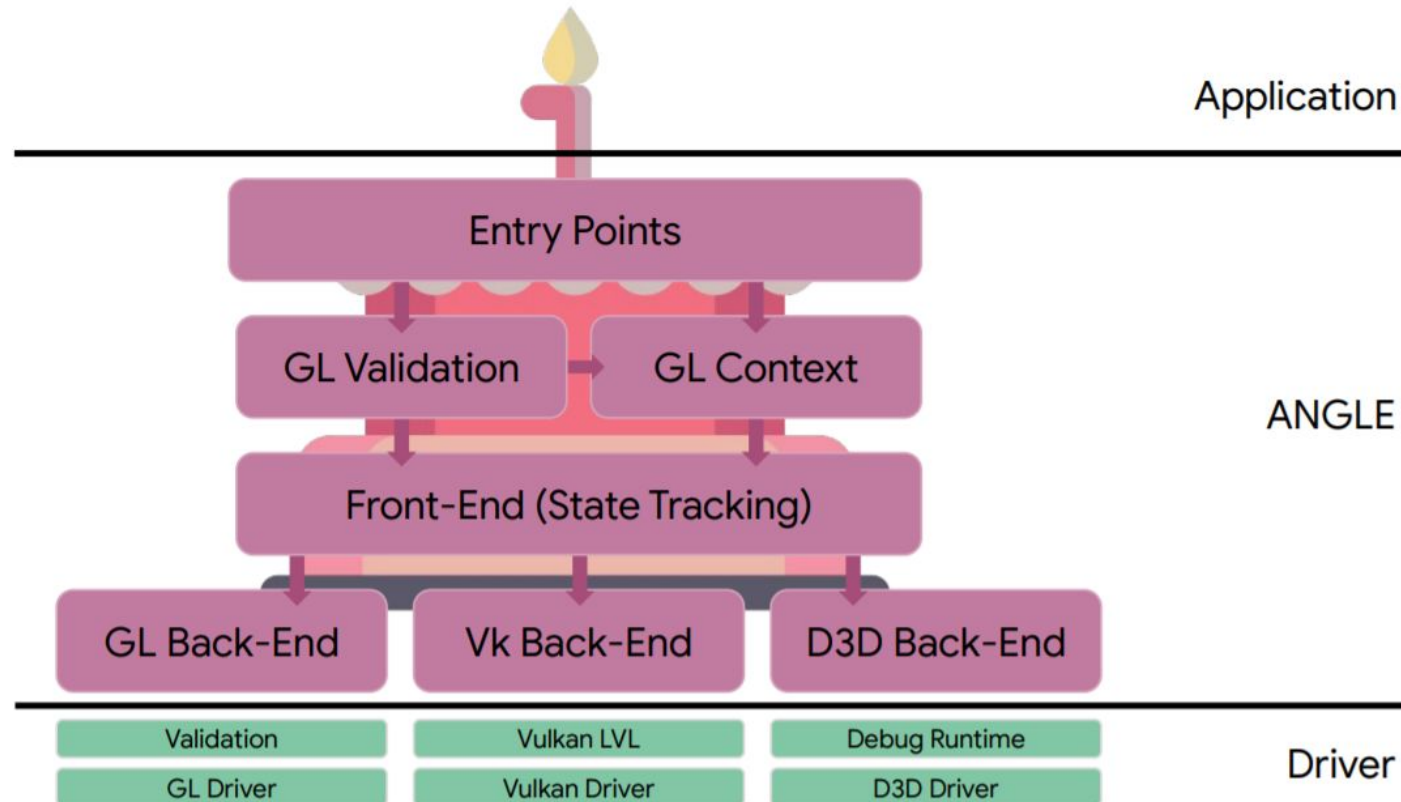 Application
Entry Points
GL Validation
GL Context
ANGLE
Front-End (State Tracking)
GL Back-End
Vk Back-End
D3D Back-End
Validation
Vulkan LVL
Debug Runtime
Driver
GL Driver
Vulkan Driver
D3D Driver